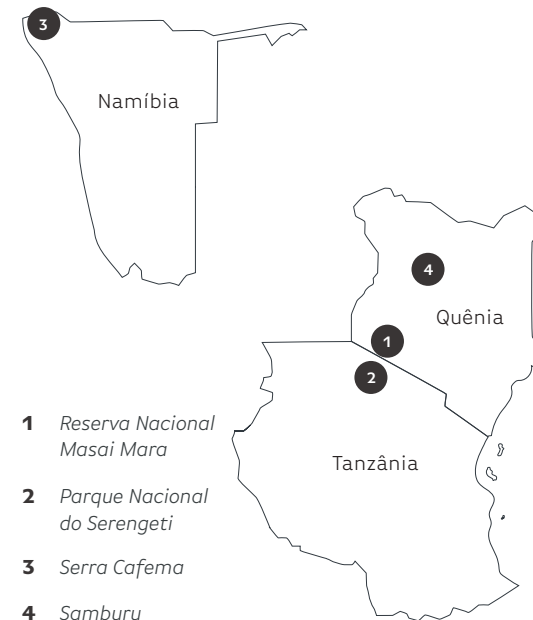 3
Namíbia
4
Quênia
1
2
Tanzânia
1 Reserva Nacional
Masai Mara
2 Parque Nacional
do Serengeti
3 Serra Cafema
4 Samburu